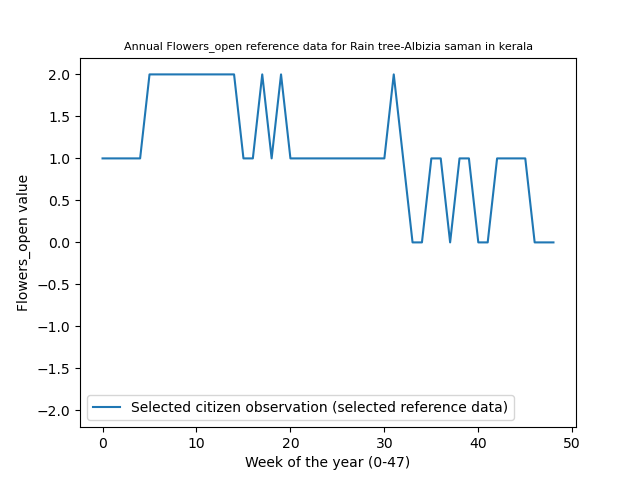 Annual Flowers_open reference data for Rain tree-Albizia saman in kerala
Flowers_open value
2.0
1.5
1.0
0.5
0.0
−0.5
−1.0
−1.5
−2.0
Selected citizen observation (selected reference data)
0 10 20 30 40 50
Week of the year (0-47)